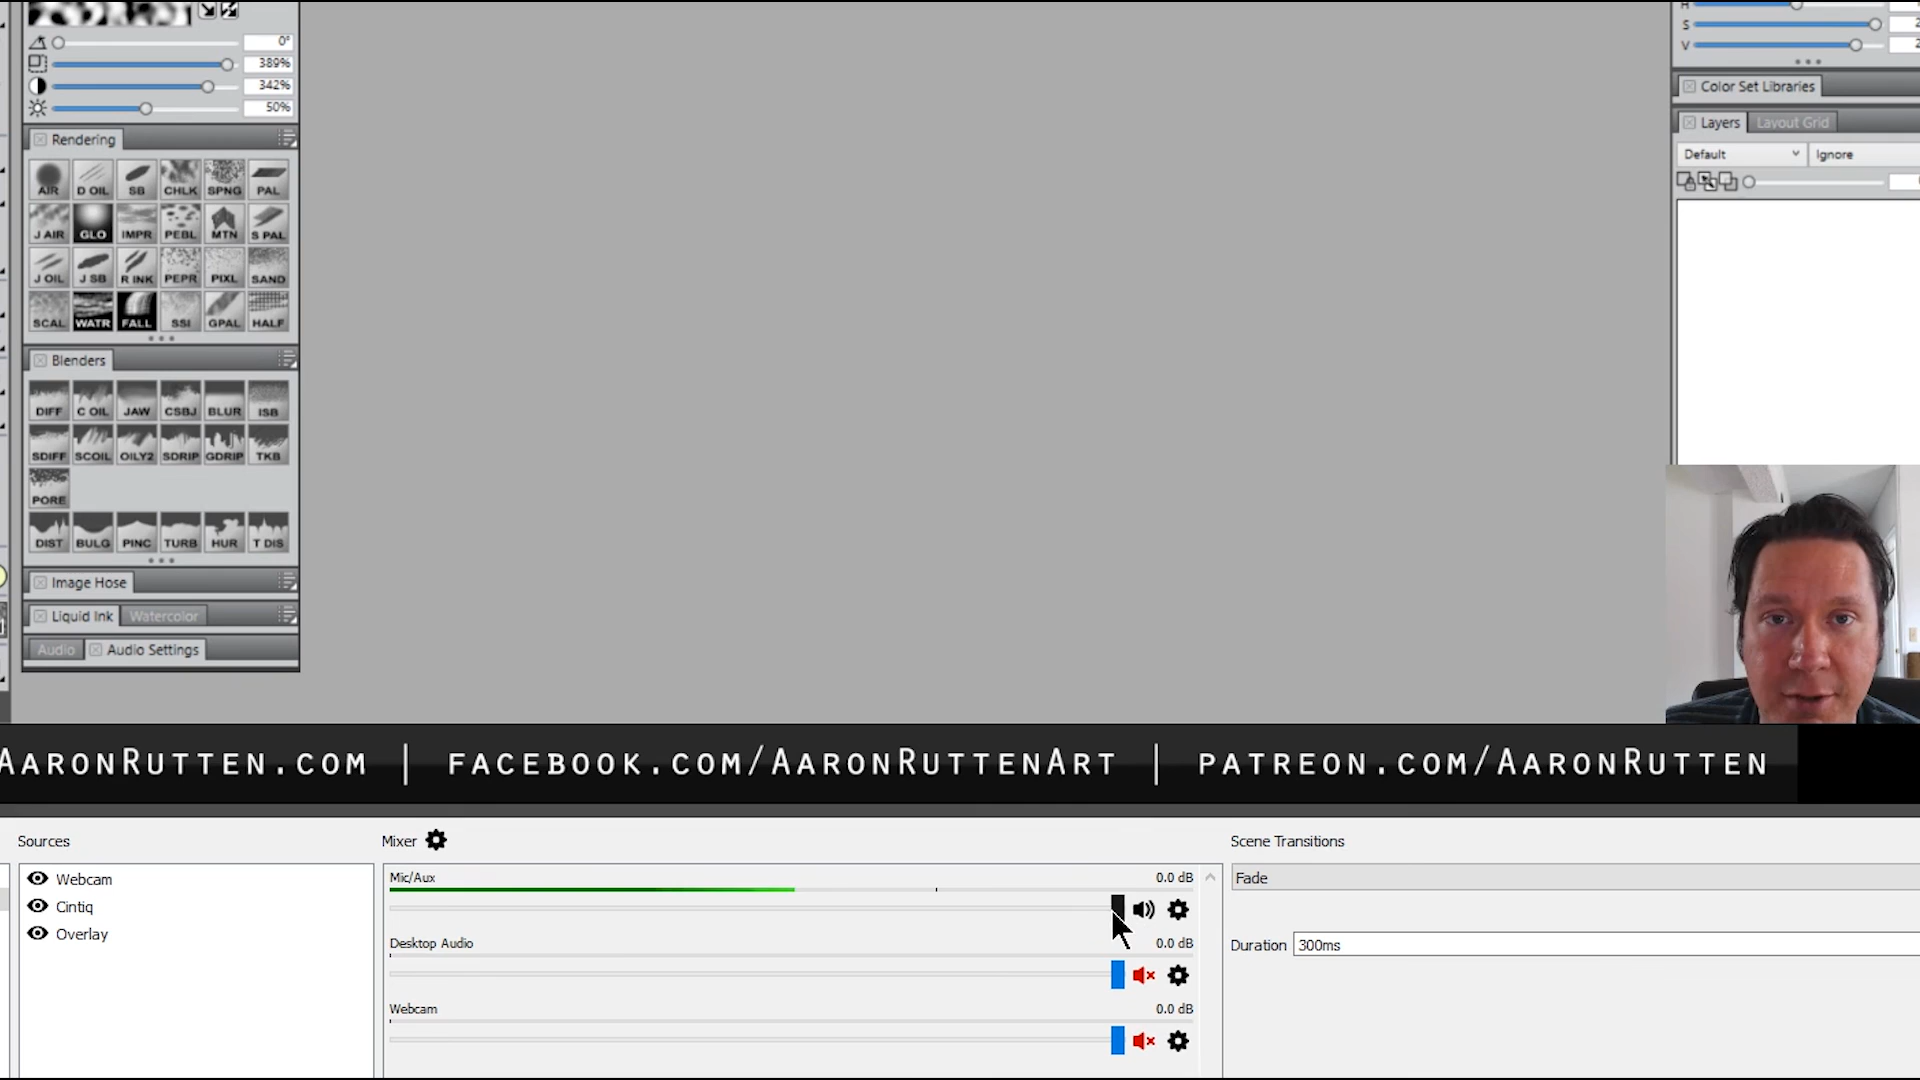 0°
389%
342%
50%
Rendering
AIR D OIL SB CHLK SPNG PAL
J AIR GLO IMPR PEBL MTN S PAL
J OIL J SB R INK PEPR PIXL SAND
SCAL WATR FALL SSI GPAL HALF
Blenders
DIFF C OIL JAW CSBJ BLUR ISB
SDIFF SCOIL OILY2 SDRIP GDRIP TKB
PORE
DIST BULG PINC TURB HUR T DIS
Image Hose
Liquid Ink Watercolor
Audio Audio Settings
S
V
Color Set Libraries
Layers Layout Grid
Default Ignore
AARONRUTTEN.COM | FACEBOOK.COM/AARONRUTTENART | PATREON.COM/AARONRUTTEN
Sources
Webcam
Cintiq
Overlay
Mixer
Mic/Aux 0.0 dB
Desktop Audio 0.0 dB
Webcam 0.0 dB
Scene Transitions
Fade
Duration 300ms